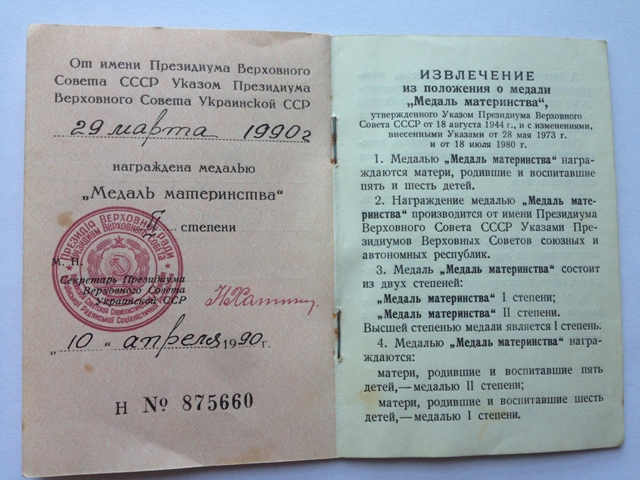 От имени Президиума Верховного
Совета СССР Указом Президиума
Верховного Совета Украинской ССР
29 марта 1990г
награждена медалью
„Медаль материнства“
II степени
М. П.
Секретарь Президиума
Верховного Совета
Украинской ССР
„10“ апреля 1990г.
Н № 875660
ИЗВЛЕЧЕНИЕ
из положения о медали
„Медаль материнства“,
утвержденного Указом Президиума Верховного
Совета СССР от 18 августа 1944 г., и с изменениями,
внесенными Указами от 28 мая 1973 г.
и от 18 июля 1980 г.
1. Медалью „Медаль материнства“ награ-
ждаются матери, родившие и воспитавшие
пять и шесть детей.
2. Награждение медалью „Медаль мате-
ринства“ производится от имени Президиума
Верховного Совета СССР Указами Пре-
зидиумов Верховных Советов союзных и
автономных республик.
3. Медаль „Медаль материнства“ состоит
из двух степеней:
„Медаль материнства“ I степени;
„Медаль материнства“ II степени.
Высшей степенью медали является I степень.
4. Медалью „Медаль материнства“ награ-
ждаются:
матери, родившие и воспитавшие пять
детей,—медалью II степени;
матери, родившие и воспитавшие шесть
детей,—медалью I степени.